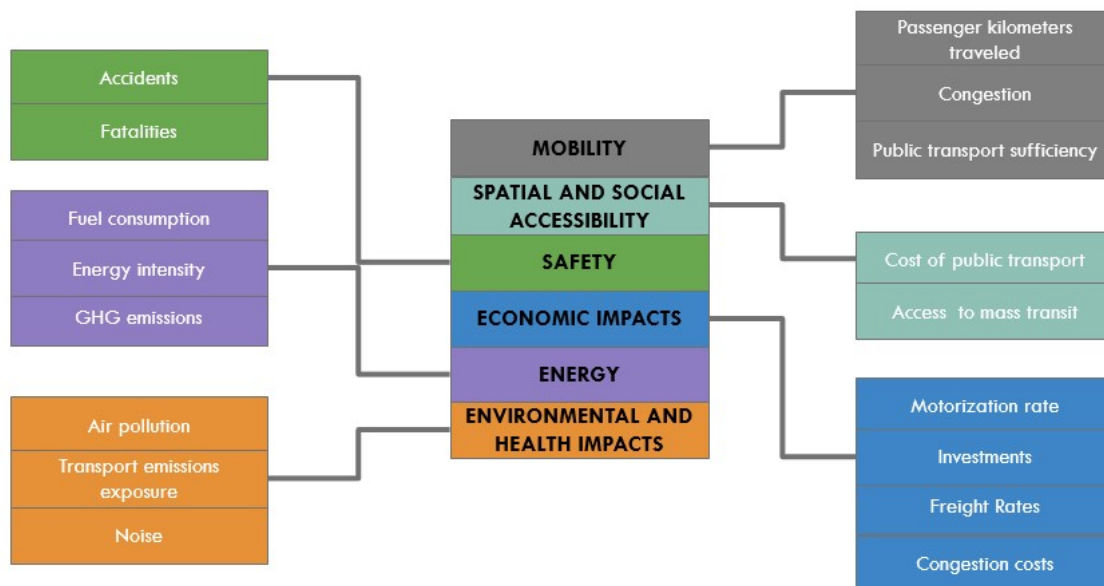 Accidents
Fatalities
Fuel consumption
Energy intensity
GHG emissions
Air pollution
Transport emissions
exposure
Noise
MOBILITY
SPATIAL AND SOCIAL
ACCESSIBILITY
SAFETY
ECONOMIC IMPACTS
ENERGY
ENVIRONMENTAL AND
HEALTH IMPACTS
Passenger kilometers
traveled
Congestion
Public transport sufficiency
Cost of public transport
Access to mass transit
Motorization rate
Investments
Freight Rates
Congestion costs